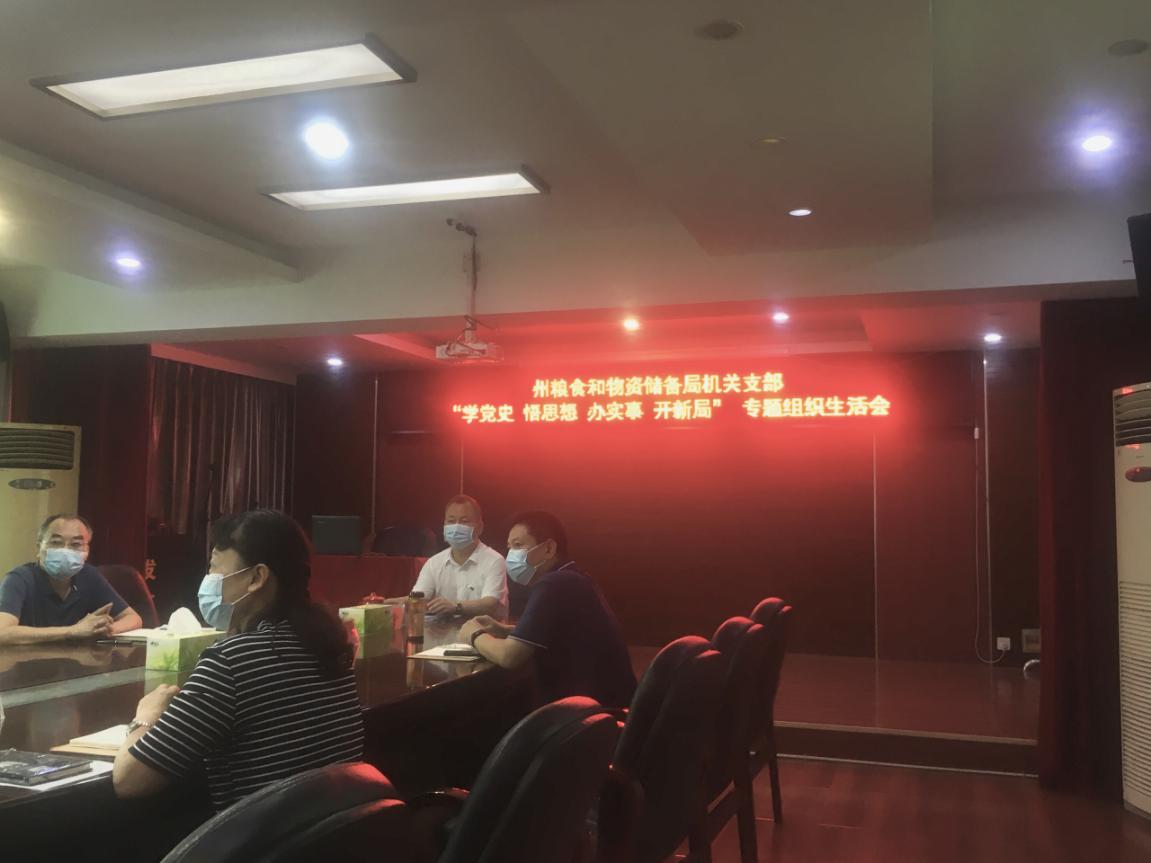 州粮食和物资储备局机关支部
“学党史 悟思想 办实事 开新局” 专题组织生活会
发